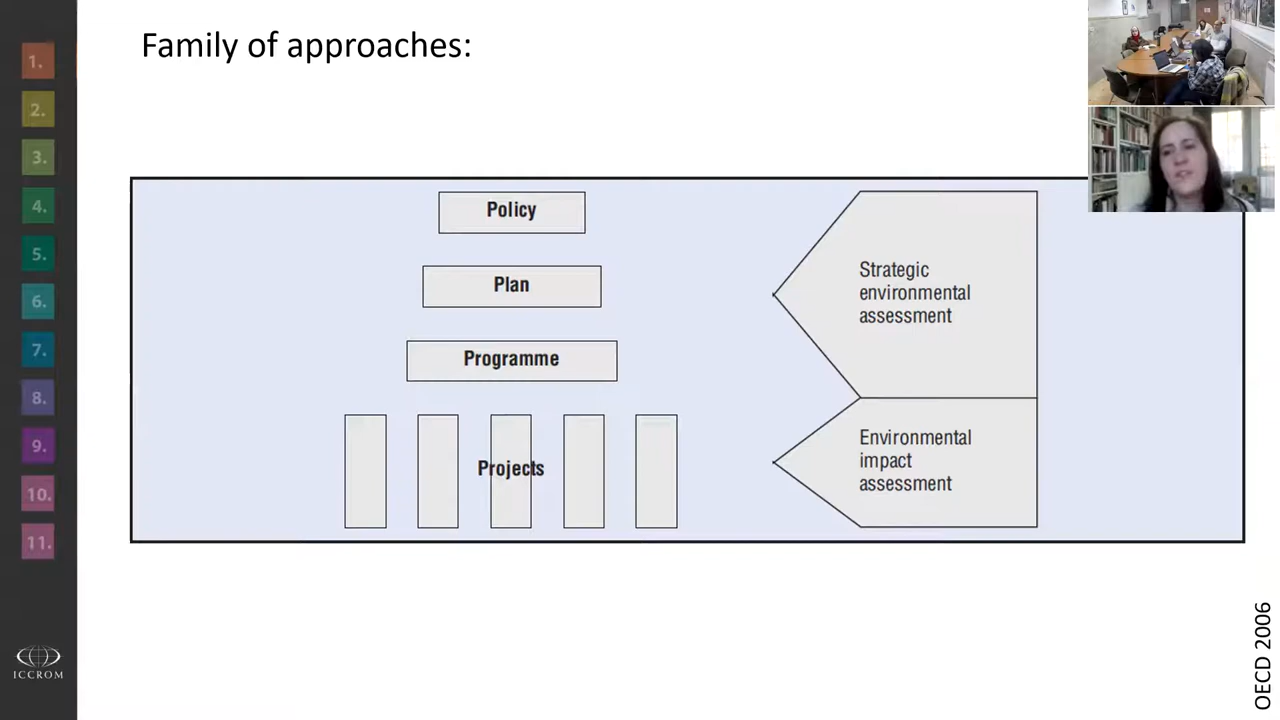 Family of approaches:
1.
2.
3.
4.
5.
6.
7.
8.
9.
10.
11.
ICCROM
Policy
Plan
Programme
Projects
Strategic
environmental
assessment
Environmental
impact
assessment
OECD 2006